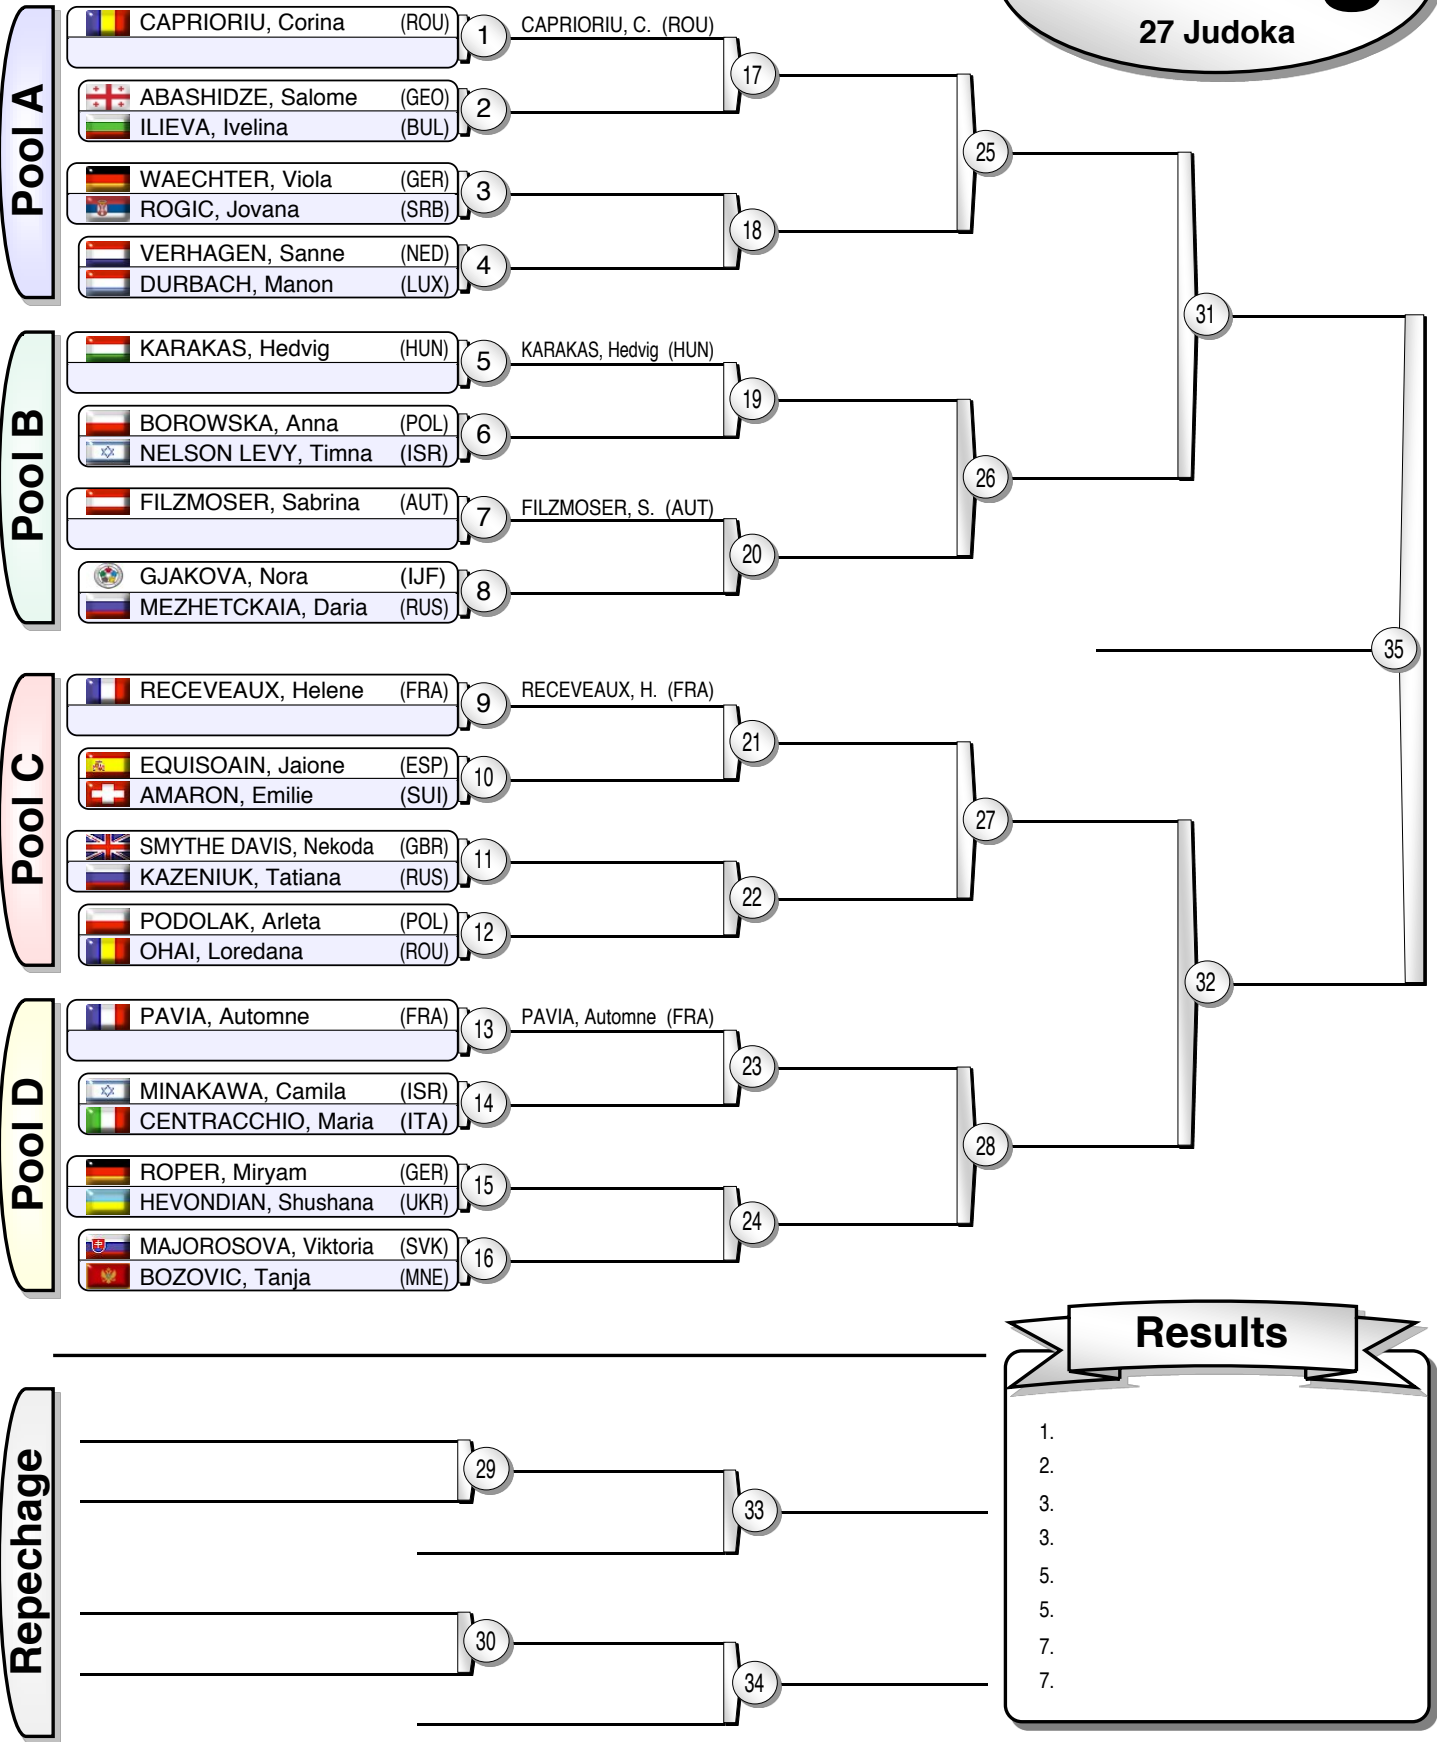 27 Judoka
Pool A
CAPRIORIU, Corina (ROU) 1 CAPRIORIU, C. (ROU)
17
ABASHIDZE, Salome (GEO) 2
ILIEVA, Ivelina (BUL)
25
WAECHTER, Viola (GER) 3
ROGIC, Jovana (SRB)
18
VERHAGEN, Sanne (NED) 4
DURBACH, Manon (LUX)
31
Pool B
KARAKAS, Hedvig (HUN) 5 KARAKAS, Hedvig (HUN)
19
BOROWSKA, Anna (POL) 6
NELSON LEVY, Timna (ISR)
26
FILZMOSER, Sabrina (AUT) 7 FILZMOSER, S. (AUT)
20
GJAKOVA, Nora (IJF) 8
MEZHETCKAIA, Daria (RUS)
35
Pool C
RECEVEAUX, Helene (FRA) 9 RECEVEAUX, H. (FRA)
21
EQUISOAIN, Jaione (ESP) 10
AMARON, Emilie (SUI)
27
SMYTHE DAVIS, Nekoda (GBR) 11
KAZENIUK, Tatiana (RUS)
22
PODOLAK, Arleta (POL) 12
OHAI, Loredana (ROU)
32
Pool D
PAVIA, Automne (FRA) 13 PAVIA, Automne (FRA)
23
MINAKAWA, Camila (ISR) 14
CENTRACCHIO, Maria (ITA)
28
ROPER, Miryam (GER) 15
HEVONDIAN, Shushana (UKR)
24
MAJOROSOVA, Viktoria (SVK) 16
BOZOVIC, Tanja (MNE)
Repechage
29
33
30
34
Results
1.
2.
3.
3.
5.
5.
7.
7.